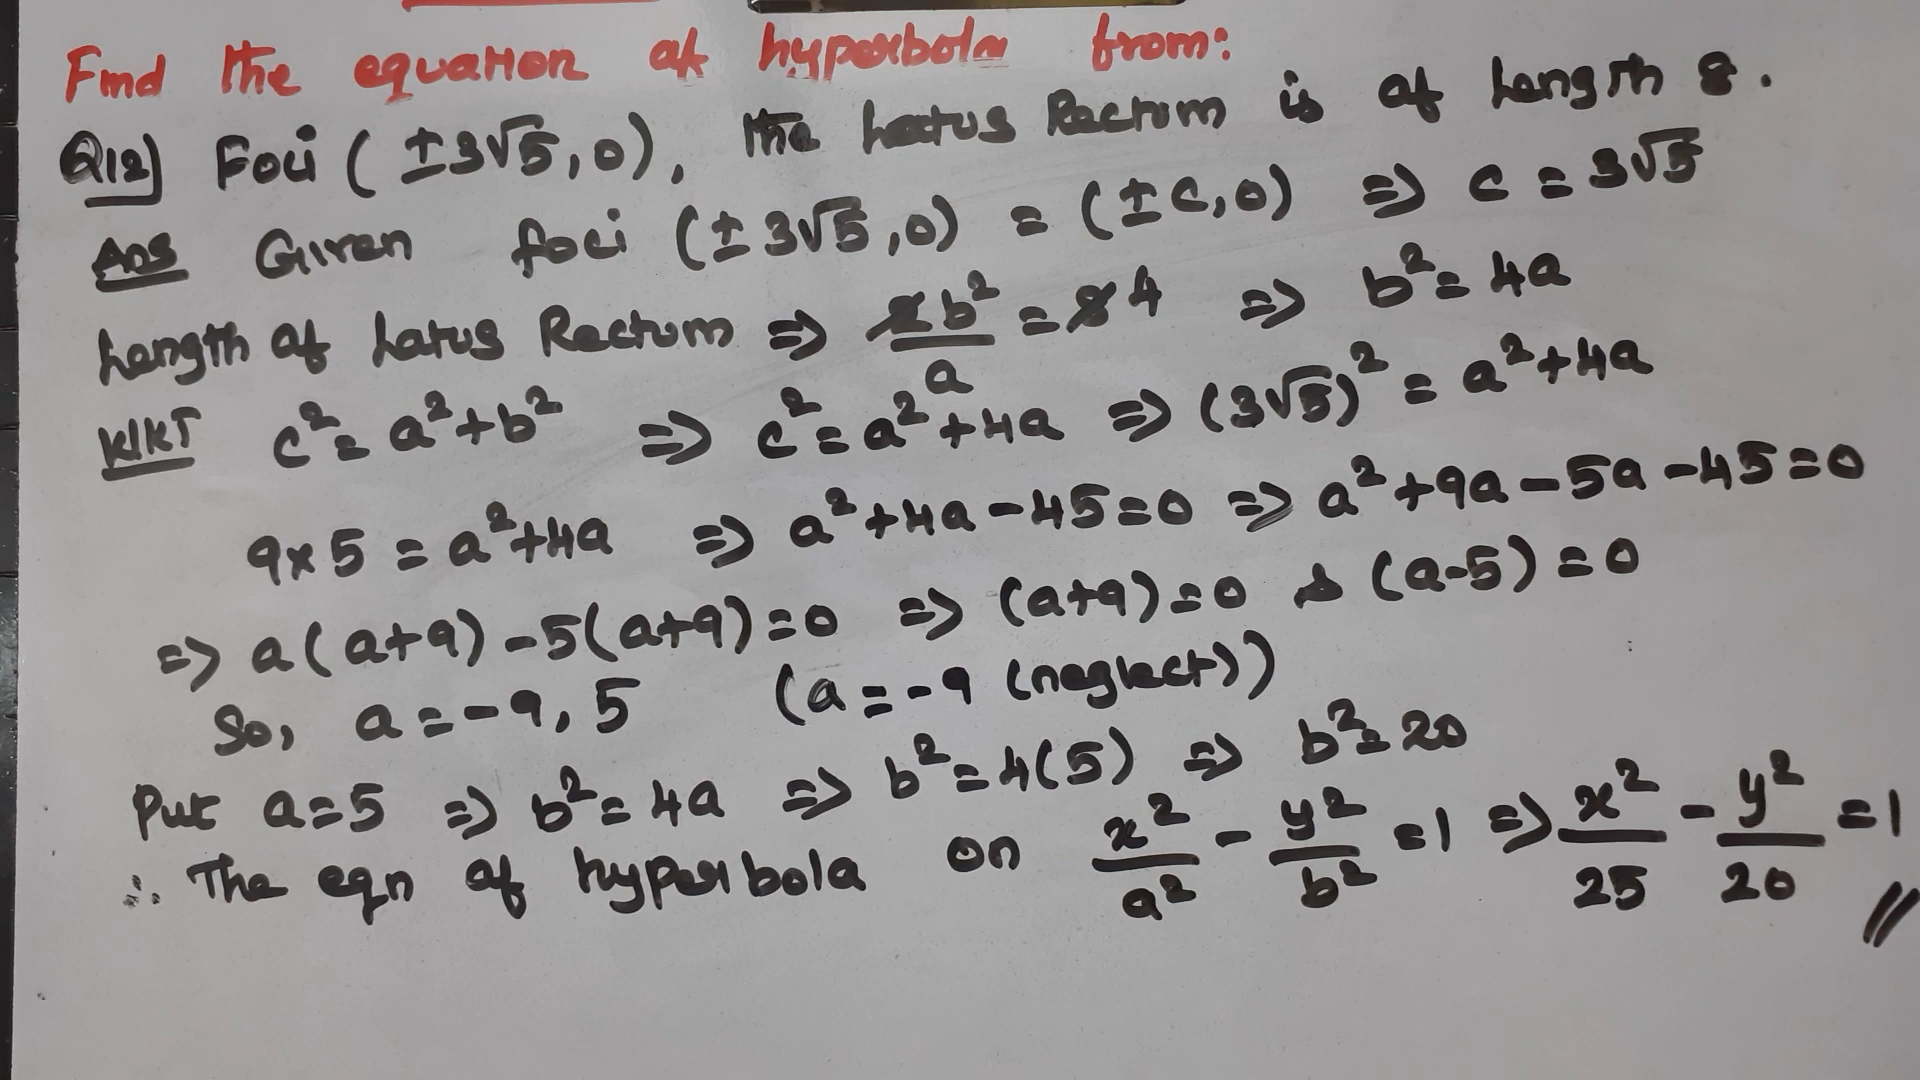 Find the equation of hyperbola from:
Q12) Foci (±3√5,0), the Latus Rectum is of length 8.
Ans Given foci (±3√5,0) = (±c,0) ⇒ c = 3√5
Length of Latus Rectum ⇒ 2b²/a = 8 4 ⇒ b² = 4a
WKT c² = a²+b² ⇒ c² = a²+4a ⇒ (3√5)² = a²+4a
9×5 = a²+4a ⇒ a²+4a-45=0 ⇒ a²+9a-5a-45=0
⇒ a(a+9)-5(a+9)=0 ⇒ (a+9)=0 & (a-5)=0
So, a=-9,5 (a=-9 (neglect))
Put a=5 ⇒ b²=4a ⇒ b²=4(5) ⇒ b²=20
∴ The eqn of hyperbola on x²/a² - y²/b² =1 ⇒ x²/25 - y²/20 =1 //